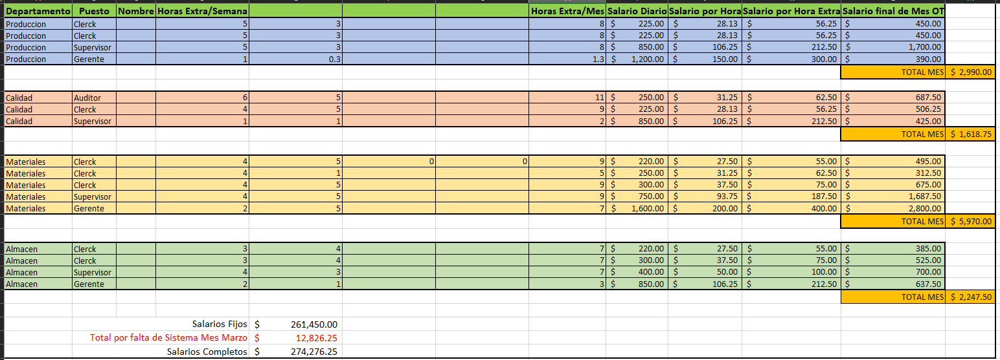 Departamento Puesto Nombre Horas Extra/Semana Horas Extra/Mes Salario Diario Salario por Hora Salario por Hora Extra Salario final de Mes OT
Produccion Clerck 5 3 8 $ 225.00 $ 28.13 $ 56.25 $ 450.00
Produccion Clerck 5 3 8 $ 225.00 $ 28.13 $ 56.25 $ 450.00
Produccion Supervisor 5 3 8 $ 850.00 $ 106.25 $ 212.50 $ 1,700.00
Produccion Gerente 1 0.3 1.3 $ 1,200.00 $ 150.00 $ 300.00 $ 390.00
TOTAL MES $ 2,990.00
Calidad Auditor 6 5 11 $ 250.00 $ 31.25 $ 62.50 $ 687.50
Calidad Clerck 4 5 9 $ 225.00 $ 28.13 $ 56.25 $ 506.25
Calidad Supervisor 1 1 2 $ 850.00 $ 106.25 $ 212.50 $ 425.00
TOTAL MES $ 1,618.75
Materiales Clerck 4 5 0 0 9 $ 220.00 $ 27.50 $ 55.00 $ 495.00
Materiales Clerck 4 1 5 $ 250.00 $ 31.25 $ 62.50 $ 312.50
Materiales Clerck 4 5 9 $ 300.00 $ 37.50 $ 75.00 $ 675.00
Materiales Supervisor 4 5 9 $ 750.00 $ 93.75 $ 187.50 $ 1,687.50
Materiales Gerente 2 5 7 $ 1,600.00 $ 200.00 $ 400.00 $ 2,800.00
TOTAL MES $ 5,970.00
Almacen Clerck 3 4 7 $ 220.00 $ 27.50 $ 55.00 $ 385.00
Almacen Clerck 3 4 7 $ 300.00 $ 37.50 $ 75.00 $ 525.00
Almacen Supervisor 4 3 7 $ 400.00 $ 50.00 $ 100.00 $ 700.00
Almacen Gerente 2 1 3 $ 850.00 $ 106.25 $ 212.50 $ 637.50
TOTAL MES $ 2,247.50
Salarios Fijos $ 261,450.00
Total por falta de Sistema Mes Marzo $ 12,826.25
Salarios Completos $ 274,276.25